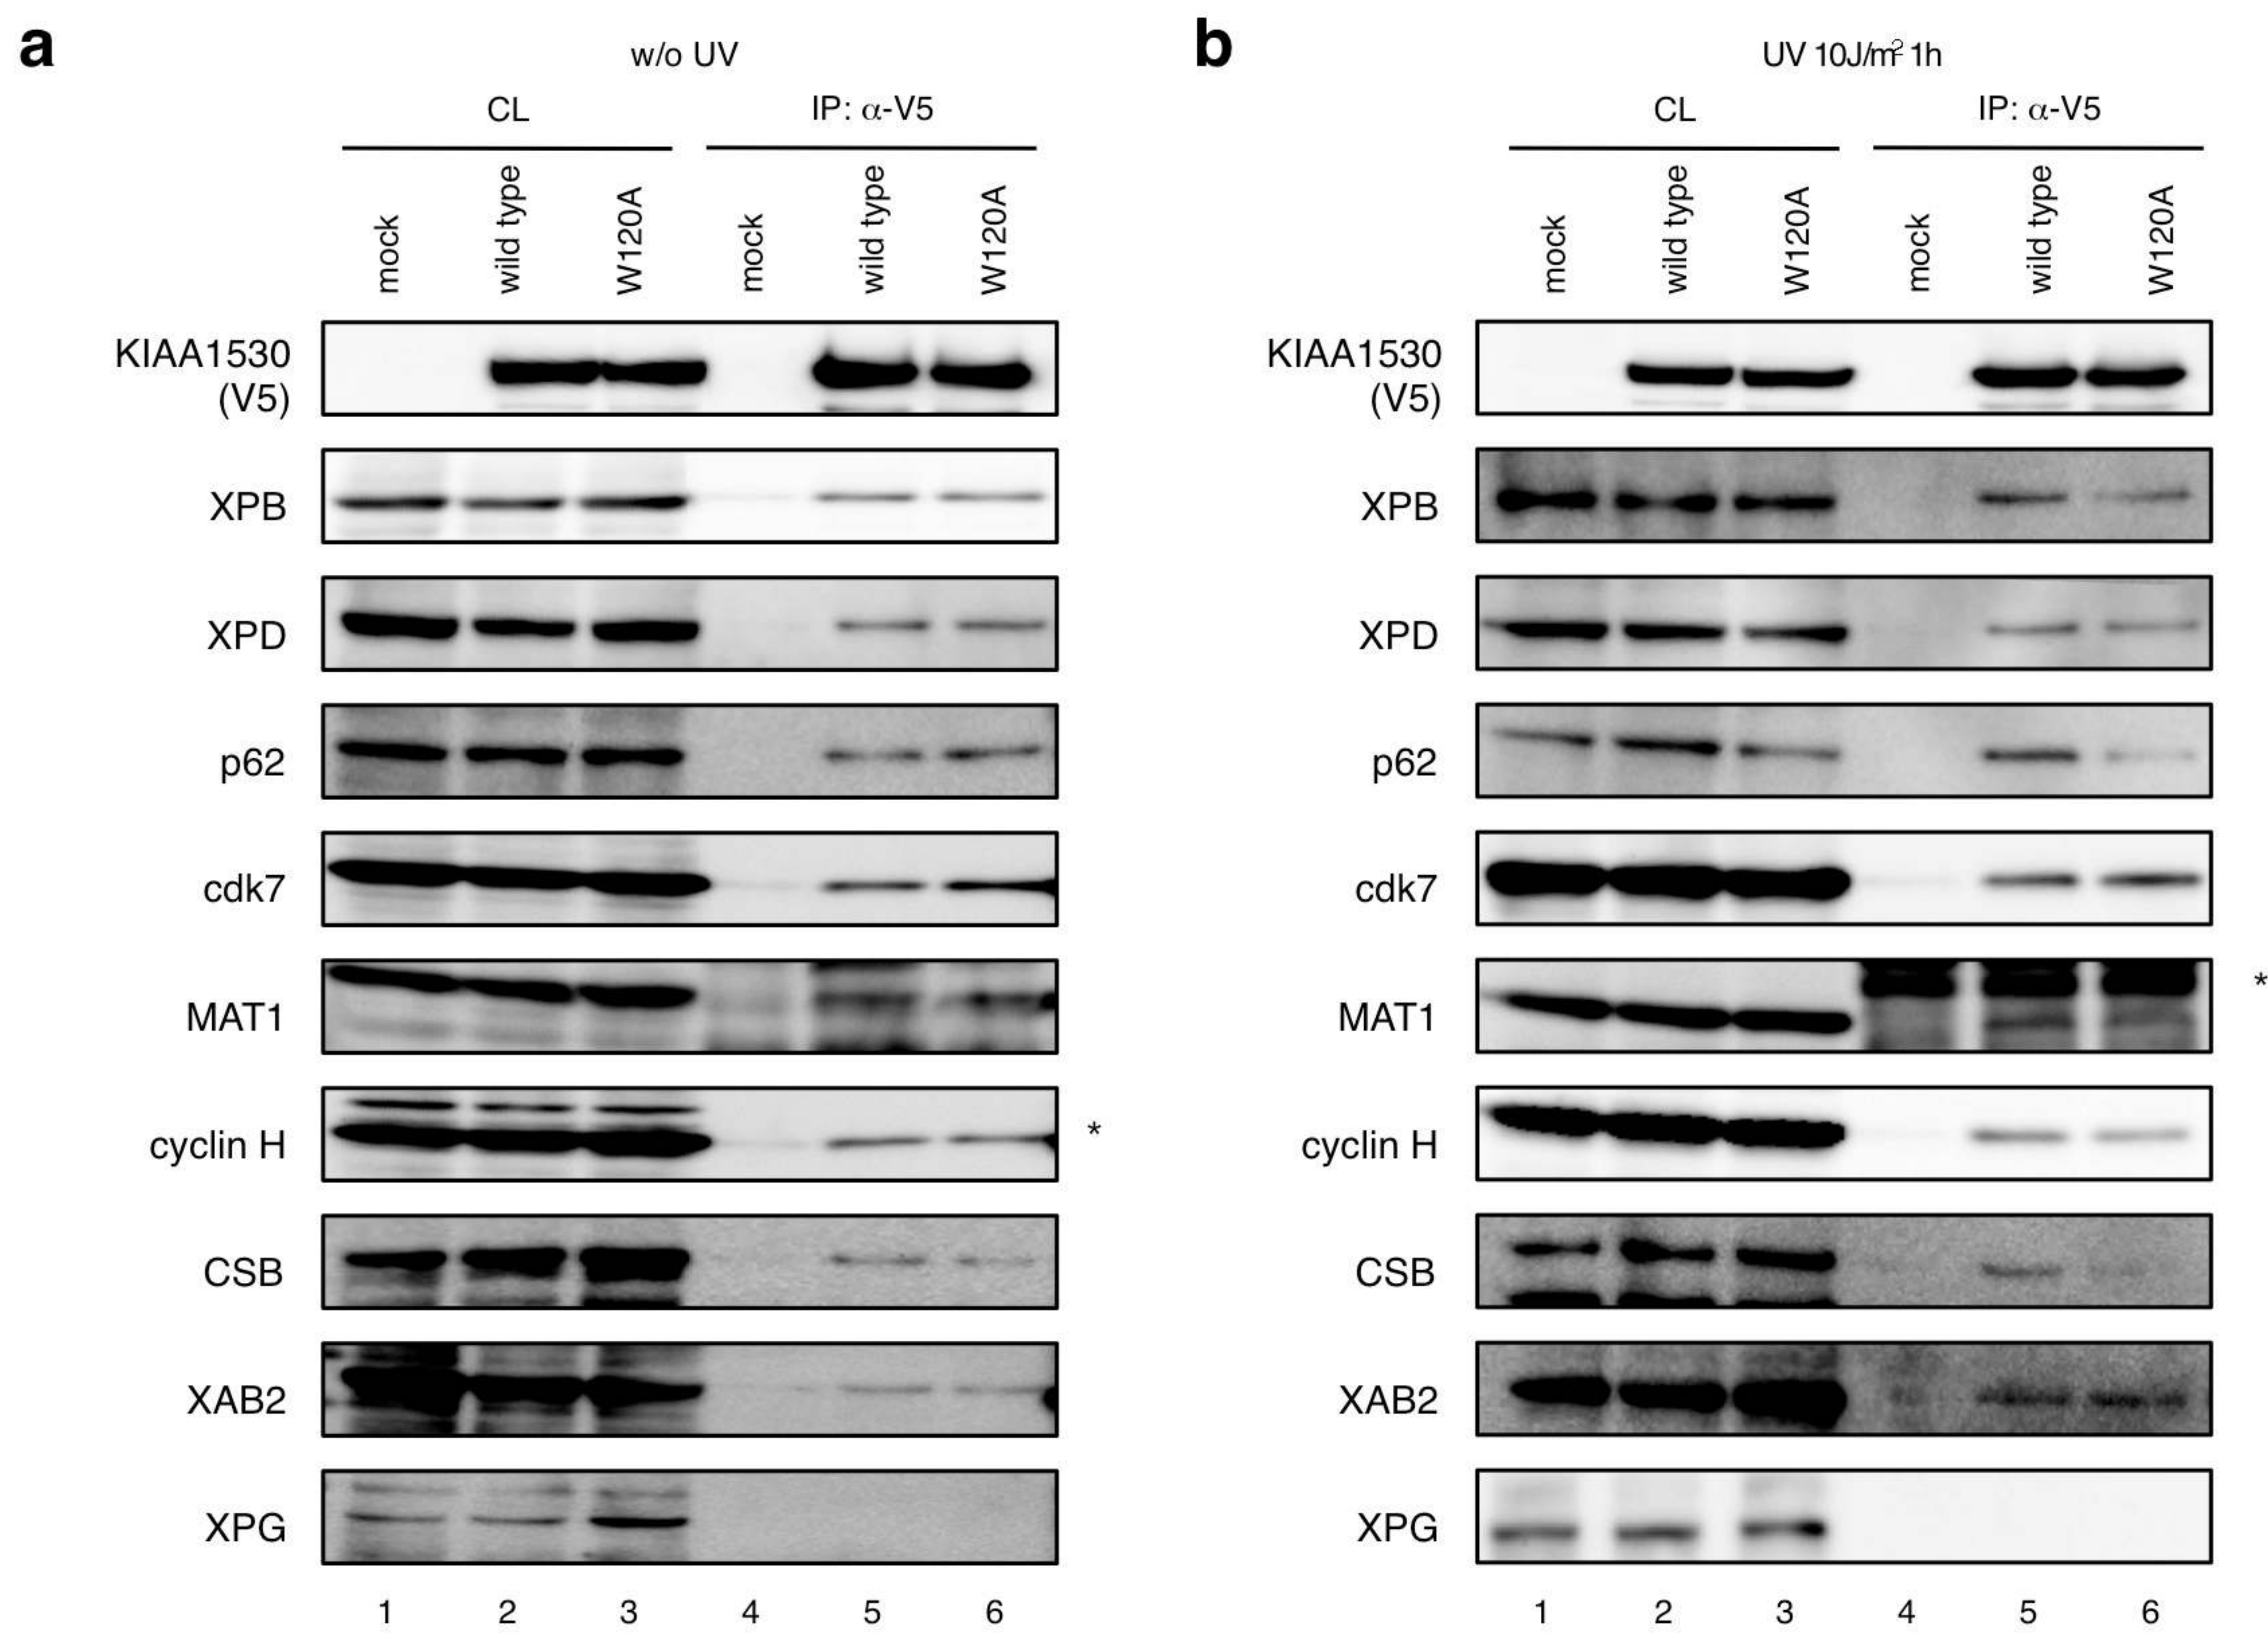 a
w/o UV
CL
IP: α-V5
mock
wild type
W120A
mock
wild type
W120A
KIAA1530
(V5)
XPB
XPD
p62
cdk7
MAT1
cyclin H
*
CSB
XAB2
XPG
1 2 3 4 5 6
b
UV 10J/m² 1h
CL
IP: α-V5
mock
wild type
W120A
mock
wild type
W120A
KIAA1530
(V5)
XPB
XPD
p62
cdk7
MAT1
*
cyclin H
CSB
XAB2
XPG
1 2 3 4 5 6